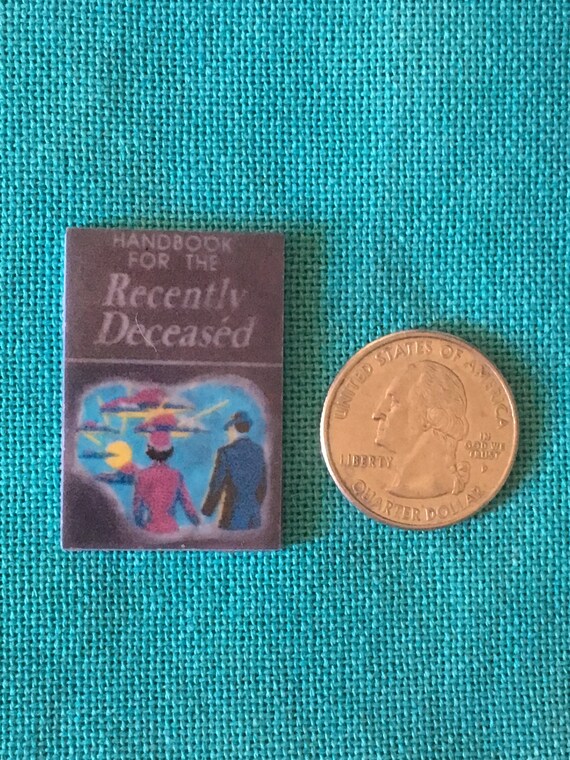 HANDBOOK
FOR THE
Recently
Deceased
UNITED STATES OF AMERICA
LIBERTY
IN
GOD WE
TRUST
P
QUARTER DOLLAR